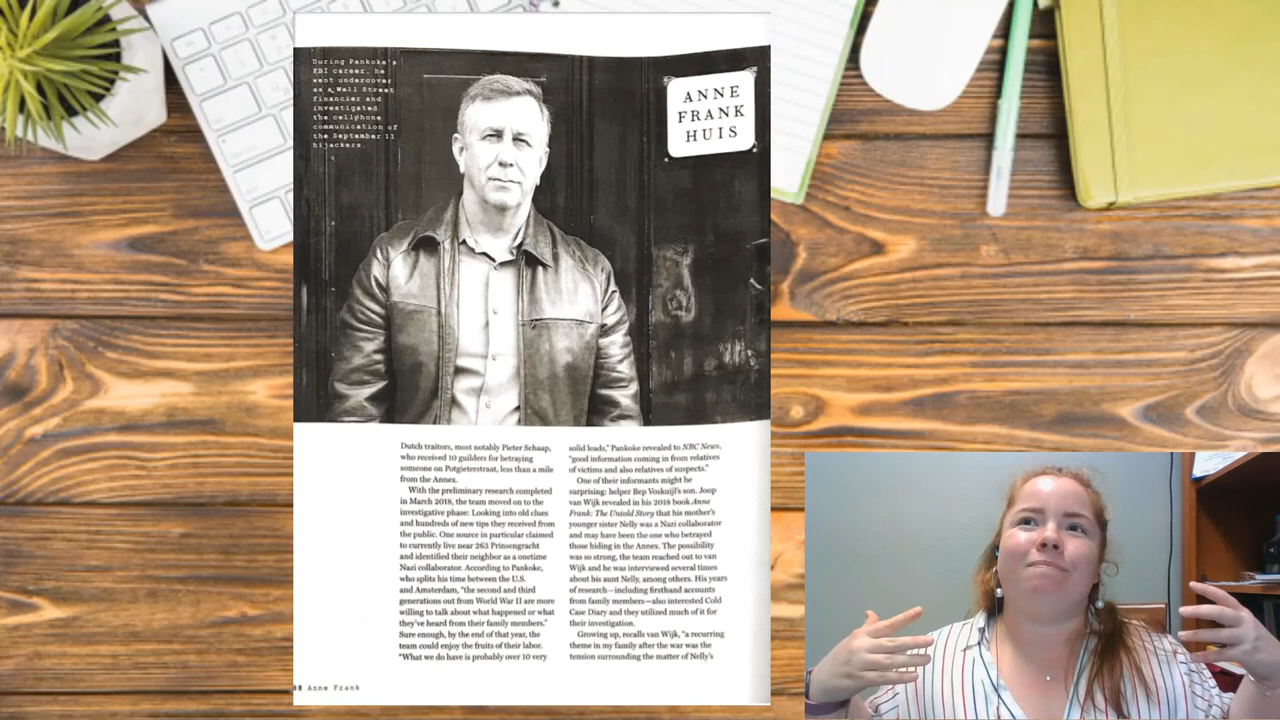 During Pankoke's
FBI career, he
went undercover
as a Wall Street
financier and
investigated
the cellphone
communication of
the September 11
hijackers.
ANNE
FRANK
HUIS
Dutch traitors, most notably Pieter Schaap,
who received 10 guilders for betraying
someone on Potgieterstraat, less than a mile
from the Annex.
With the preliminary research completed
in March 2018, the team moved on to the
investigative phase: Looking into old clues
and hundreds of new tips they received from
the public. One source in particular claimed
to currently live near 263 Prinsengracht
and identified their neighbor as a onetime
Nazi collaborator. According to Pankoke,
who splits his time between the U.S.
and Amsterdam, "the second and third
generations out from World War II are more
willing to talk about what happened or what
they've heard from their family members."
Sure enough, by the end of that year, the
team could enjoy the fruits of their labor.
"What we do have is probably over 10 very
solid leads," Pankoke revealed to NBC News,
"good information coming in from relatives
of victims and also relatives of suspects."
One of their informants might be
surprising: helper Bep Voskuijl's son. Joop
van Wijk revealed in his 2018 book Anne
Frank: The Untold Story that his mother's
younger sister Nelly was a Nazi collaborator
and may have been the one who betrayed
those hiding in the Annex. The possibility
was so strong, the team reached out to van
Wijk and he was interviewed several times
about his aunt Nelly, among others. His years
of research—including firsthand accounts
from family members—also interested Cold
Case Diary and they utilized much of it for
their investigation.
Growing up, recalls van Wijk, "a recurring
theme in my family after the war was the
tension surrounding the matter of Nelly's
88 Anne Frank